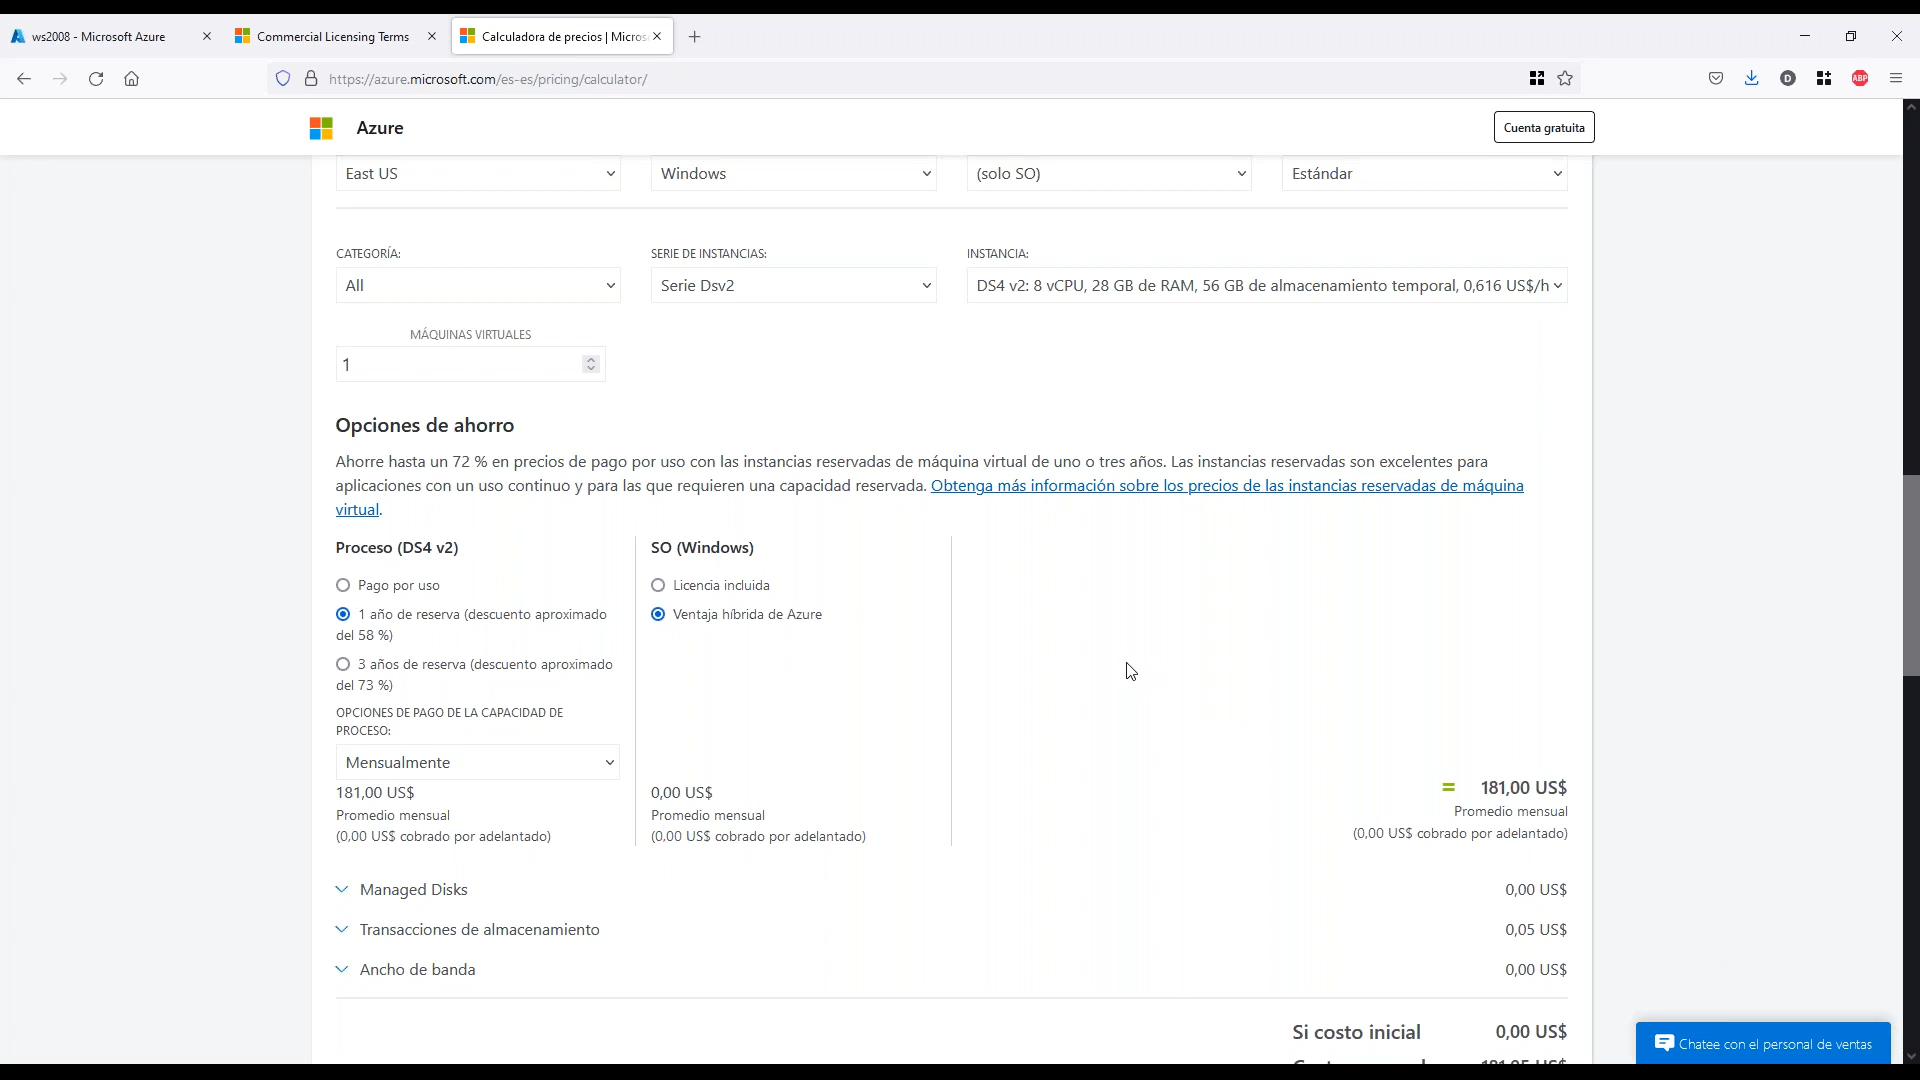 ws2008 - Microsoft Azure
Commercial Licensing Terms
Calculadora de precios | Micros
https://azure.microsoft.com/es-es/pricing/calculator/
D
ABP
Azure
Cuenta gratuita
East US
Windows
(solo SO)
Estándar
CATEGORÍA:
SERIE DE INSTANCIAS:
INSTANCIA:
All
Serie Dsv2
DS4 v2: 8 vCPU, 28 GB de RAM, 56 GB de almacenamiento temporal, 0,616 US$/h
MÁQUINAS VIRTUALES
1
Opciones de ahorro
Ahorre hasta un 72 % en precios de pago por uso con las instancias reservadas de máquina virtual de uno o tres años. Las instancias reservadas son excelentes para
aplicaciones con un uso continuo y para las que requieren una capacidad reservada. Obtenga más información sobre los precios de las instancias reservadas de máquina
virtual.
Proceso (DS4 v2)
SO (Windows)
Pago por uso
Licencia incluida
1 año de reserva (descuento aproximado
del 58 %)
Ventaja híbrida de Azure
3 años de reserva (descuento aproximado
del 73 %)
OPCIONES DE PAGO DE LA CAPACIDAD DE
PROCESO:
Mensualmente
181,00 US$
Promedio mensual
(0,00 US$ cobrado por adelantado)
0,00 US$
Promedio mensual
(0,00 US$ cobrado por adelantado)
= 181,00 US$
Promedio mensual
(0,00 US$ cobrado por adelantado)
Managed Disks
0,00 US$
Transacciones de almacenamiento
0,05 US$
Ancho de banda
0,00 US$
Si costo inicial
0,00 US$
Chatee con el personal de ventas